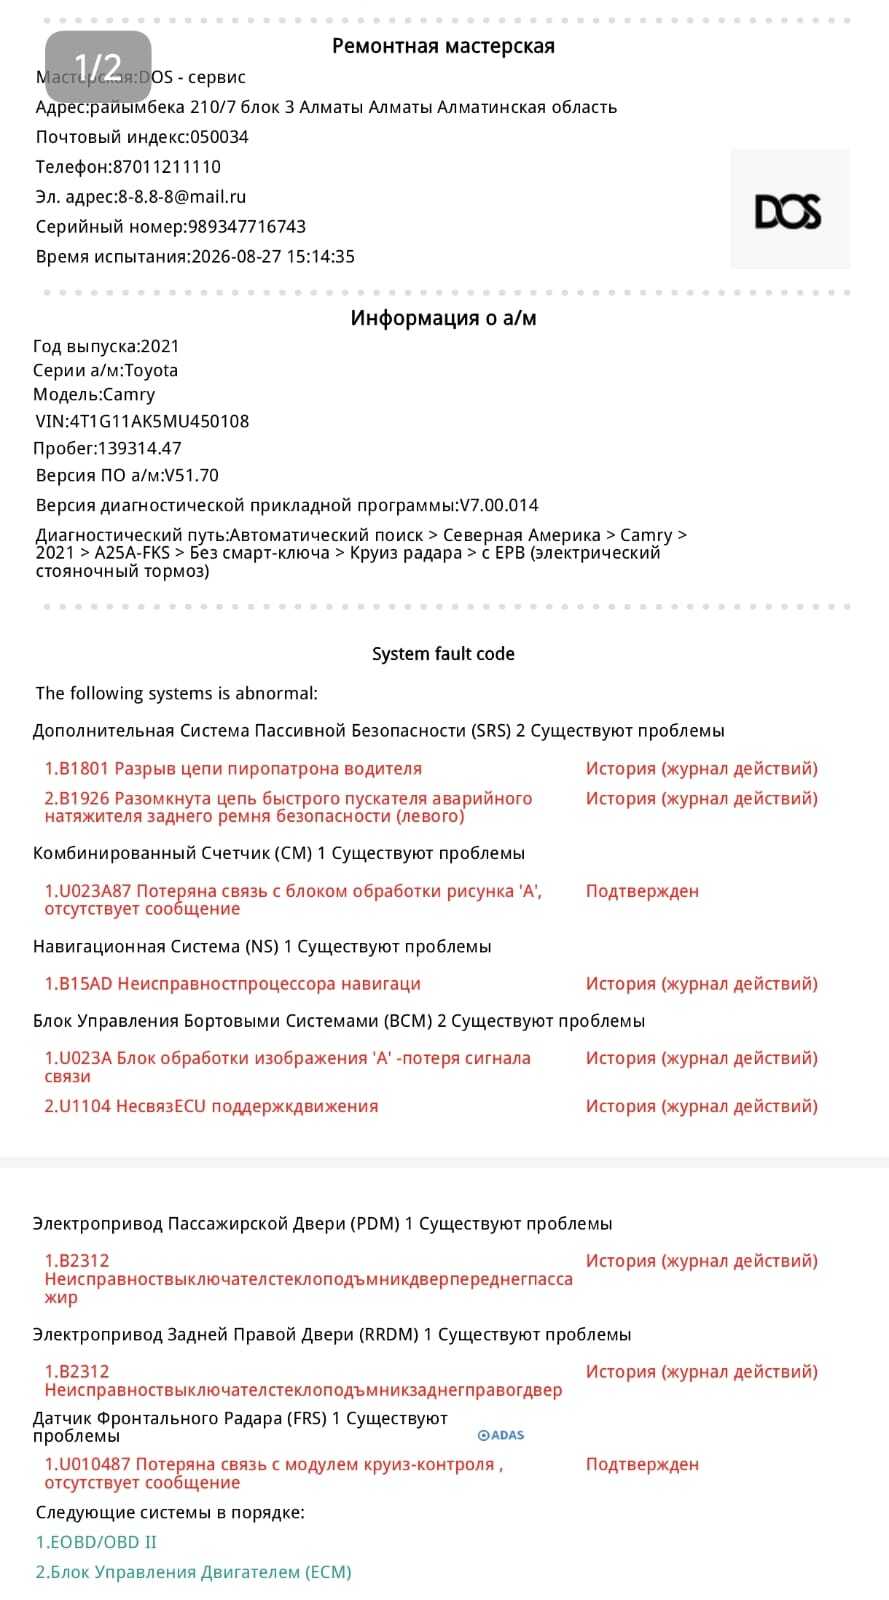 Ремонтная мастерская
1/2
Мастерская:DOS - сервис
Адрес:райымбека 210/7 блок 3 Алматы Алматы Алматинская область
Почтовый индекс:050034
Телефон:87011211110
Эл. адрес:8-8.8-8@mail.ru
Серийный номер:989347716743
Время испытания:2026-08-27 15:14:35
DOS
Информация о а/м
Год выпуска:2021
Серии а/м:Toyota
Модель:Camry
VIN:4T1G11AK5MU450108
Пробег:139314.47
Версия ПО а/м:V51.70
Версия диагностической прикладной программы:V7.00.014
Диагностический путь:Автоматический поиск > Северная Америка > Camry >
2021 > A25A-FKS > Без смарт-ключа > Круиз радара > с EPB (электрический
стояночный тормоз)
System fault code
The following systems is abnormal:
Дополнительная Система Пассивной Безопасности (SRS) 2 Существуют проблемы
1.B1801 Разрыв цепи пиропатрона водителя История (журнал действий)
2.B1926 Разомкнута цепь быстрого пускателя аварийного История (журнал действий)
натяжителя заднего ремня безопасности (левого)
Комбинированный Счетчик (CM) 1 Существуют проблемы
1.U023A87 Потеряна связь с блоком обработки рисунка 'A', Подтвержден
отсутствует сообщение
Навигационная Система (NS) 1 Существуют проблемы
1.B15AD Неисправностпроцессора навигаци История (журнал действий)
Блок Управления Бортовыми Системами (BCM) 2 Существуют проблемы
1.U023A Блок обработки изображения 'A' -потеря сигнала История (журнал действий)
связи
2.U1104 НесвязECU поддержкдвижения История (журнал действий)
Электропривод Пассажирской Двери (PDM) 1 Существуют проблемы
1.B2312 История (журнал действий)
Неисправноствыключателстеклоподъмникдверпереднегпасса
жир
Электропривод Задней Правой Двери (RRDM) 1 Существуют проблемы
1.B2312 История (журнал действий)
Неисправноствыключателстеклоподъмникзаднегправогдвер
Датчик Фронтального Радара (FRS) 1 Существуют
проблемы ADAS
1.U010487 Потеряна связь с модулем круиз-контроля , Подтвержден
отсутствует сообщение
Следующие системы в порядке:
1.EOBD/OBD II
2.Блок Управления Двигателем (ECM)